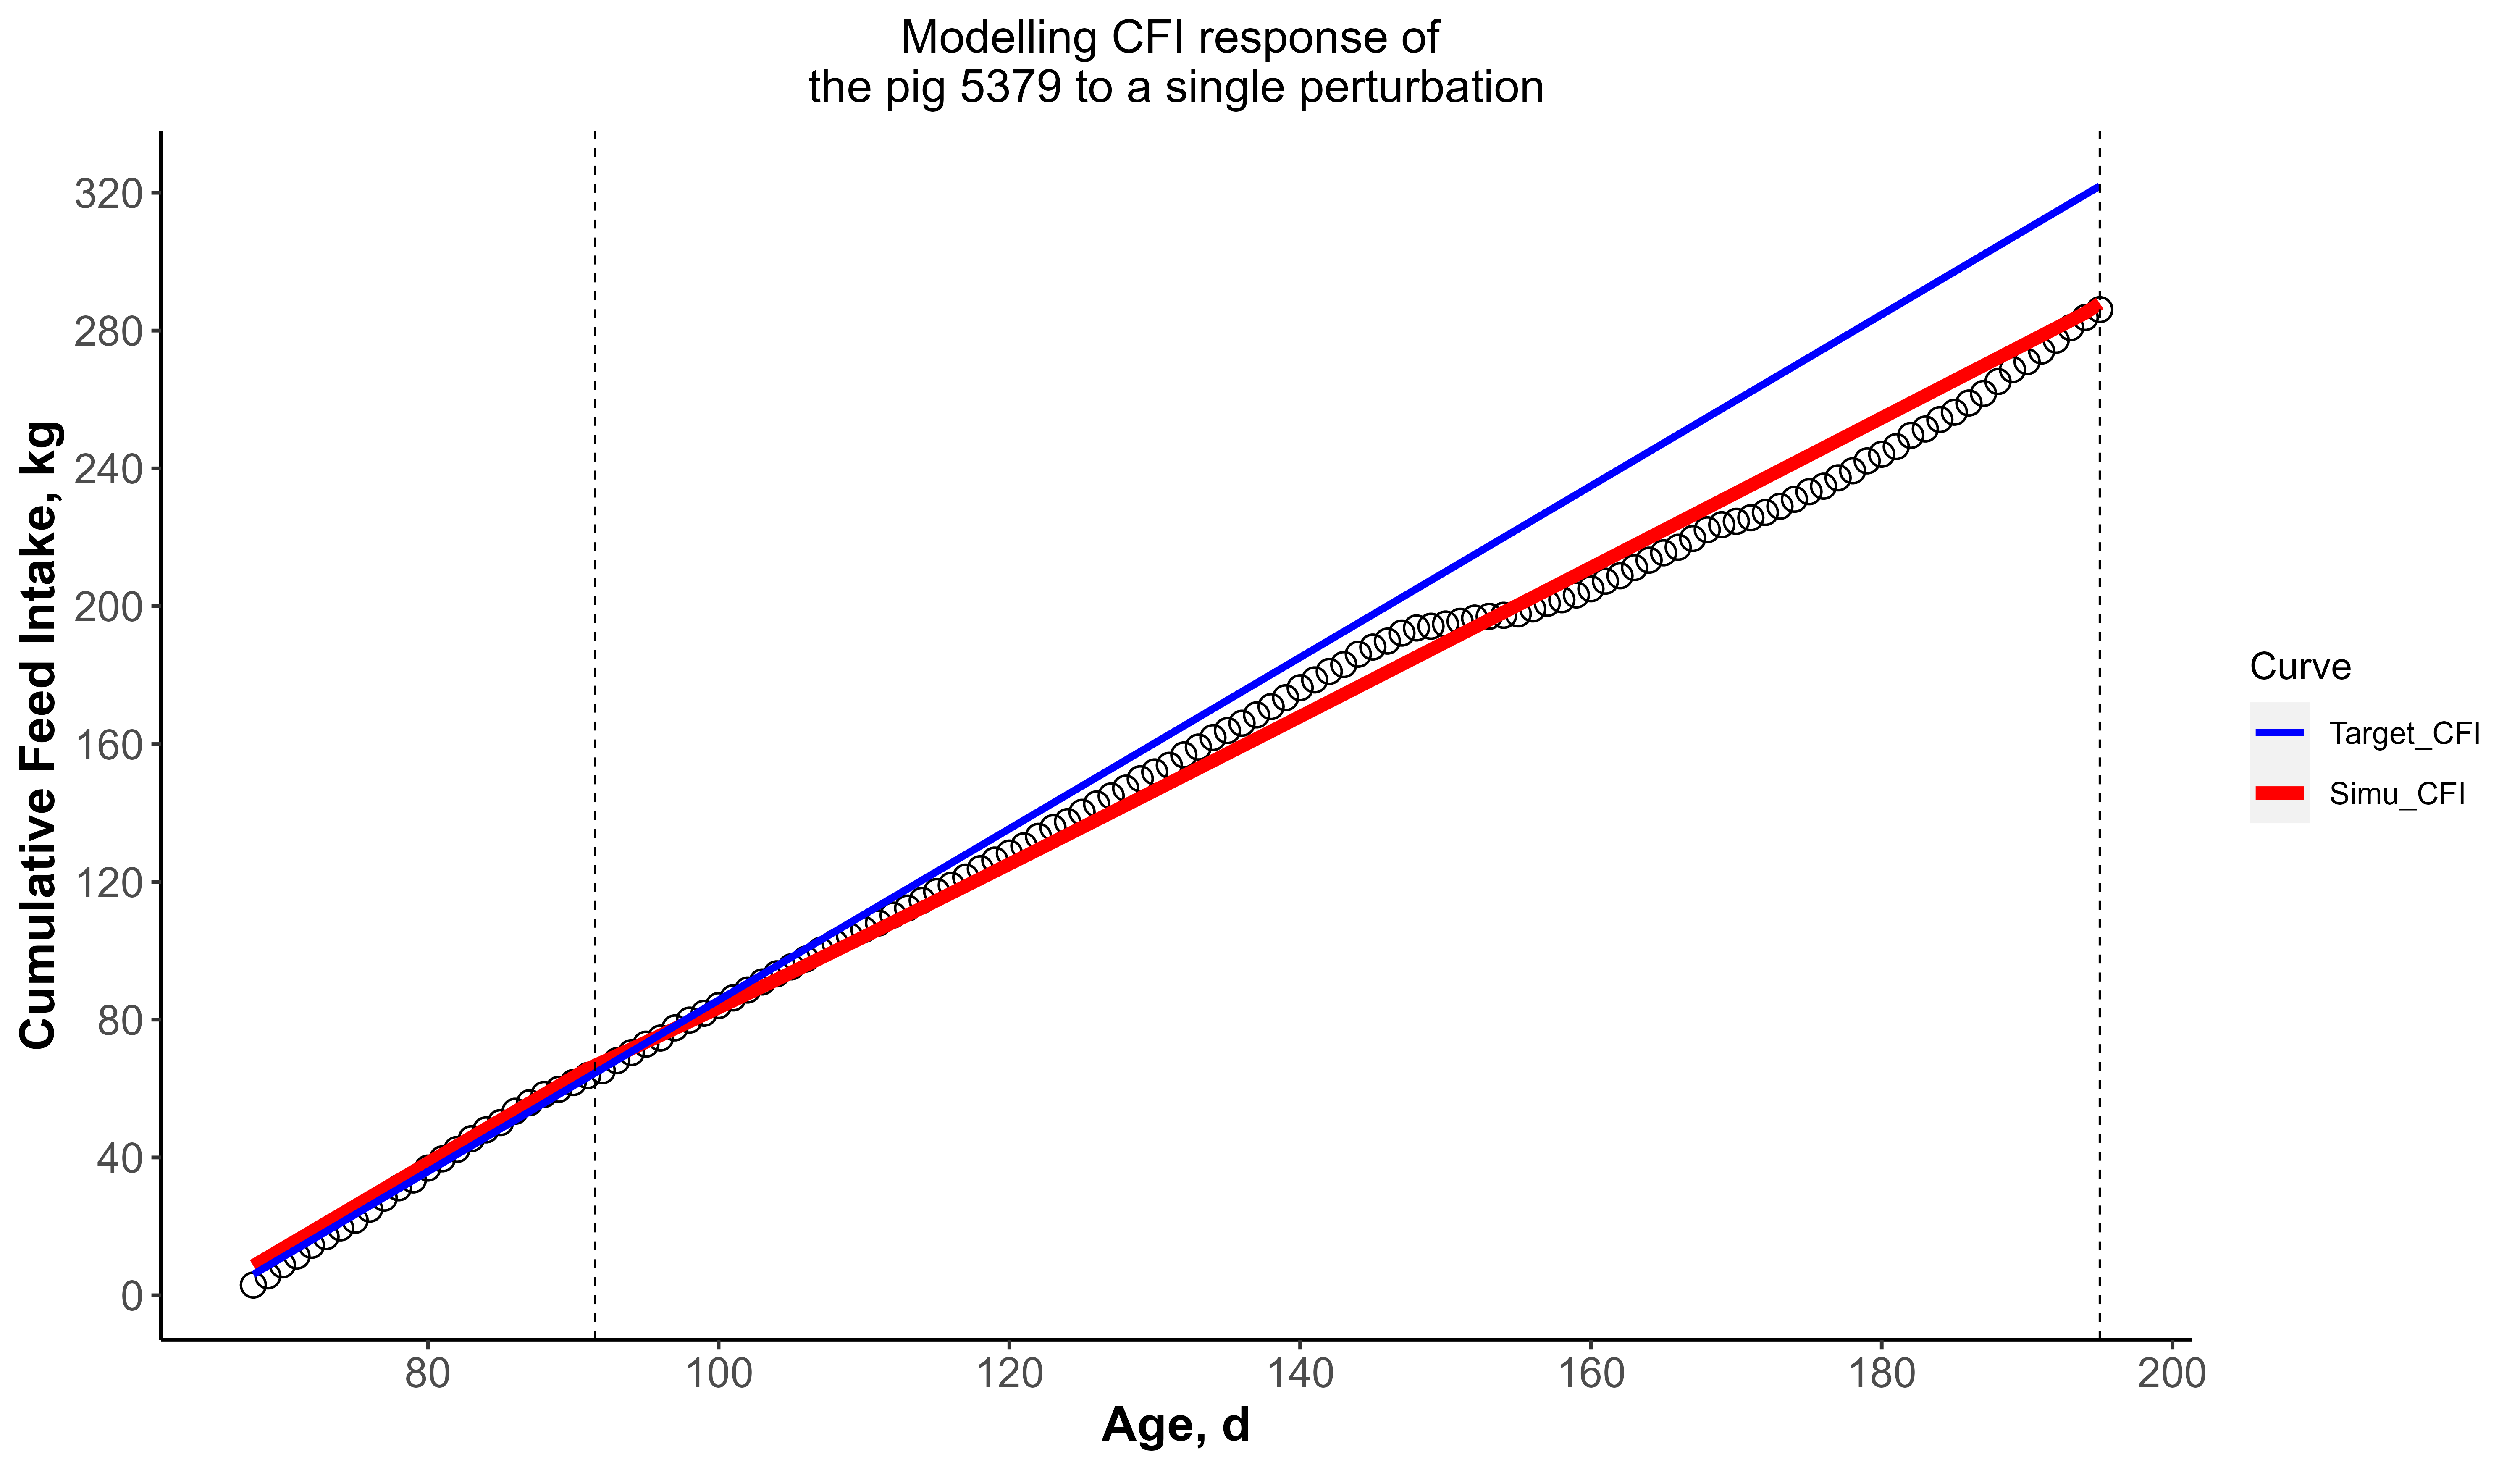 Modelling CFI response of
the pig 5379 to a single perturbation
Cumulative Feed Intake, kg
320
280
240
200
160
120
80
40
0
80 100 120 140 160 180 200
Age, d
Curve
Target_CFI
Simu_CFI